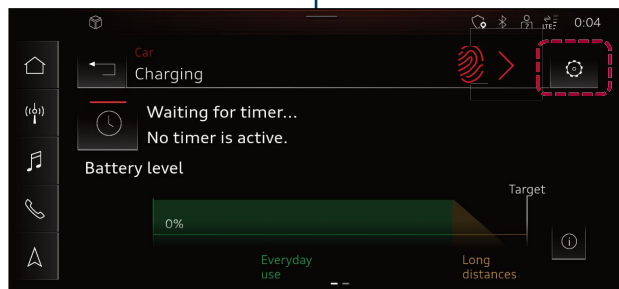 LTE
0:04
Car
Charging
Waiting for timer...
No timer is active.
Battery level
Target
0%
Everyday
use
Long
distances